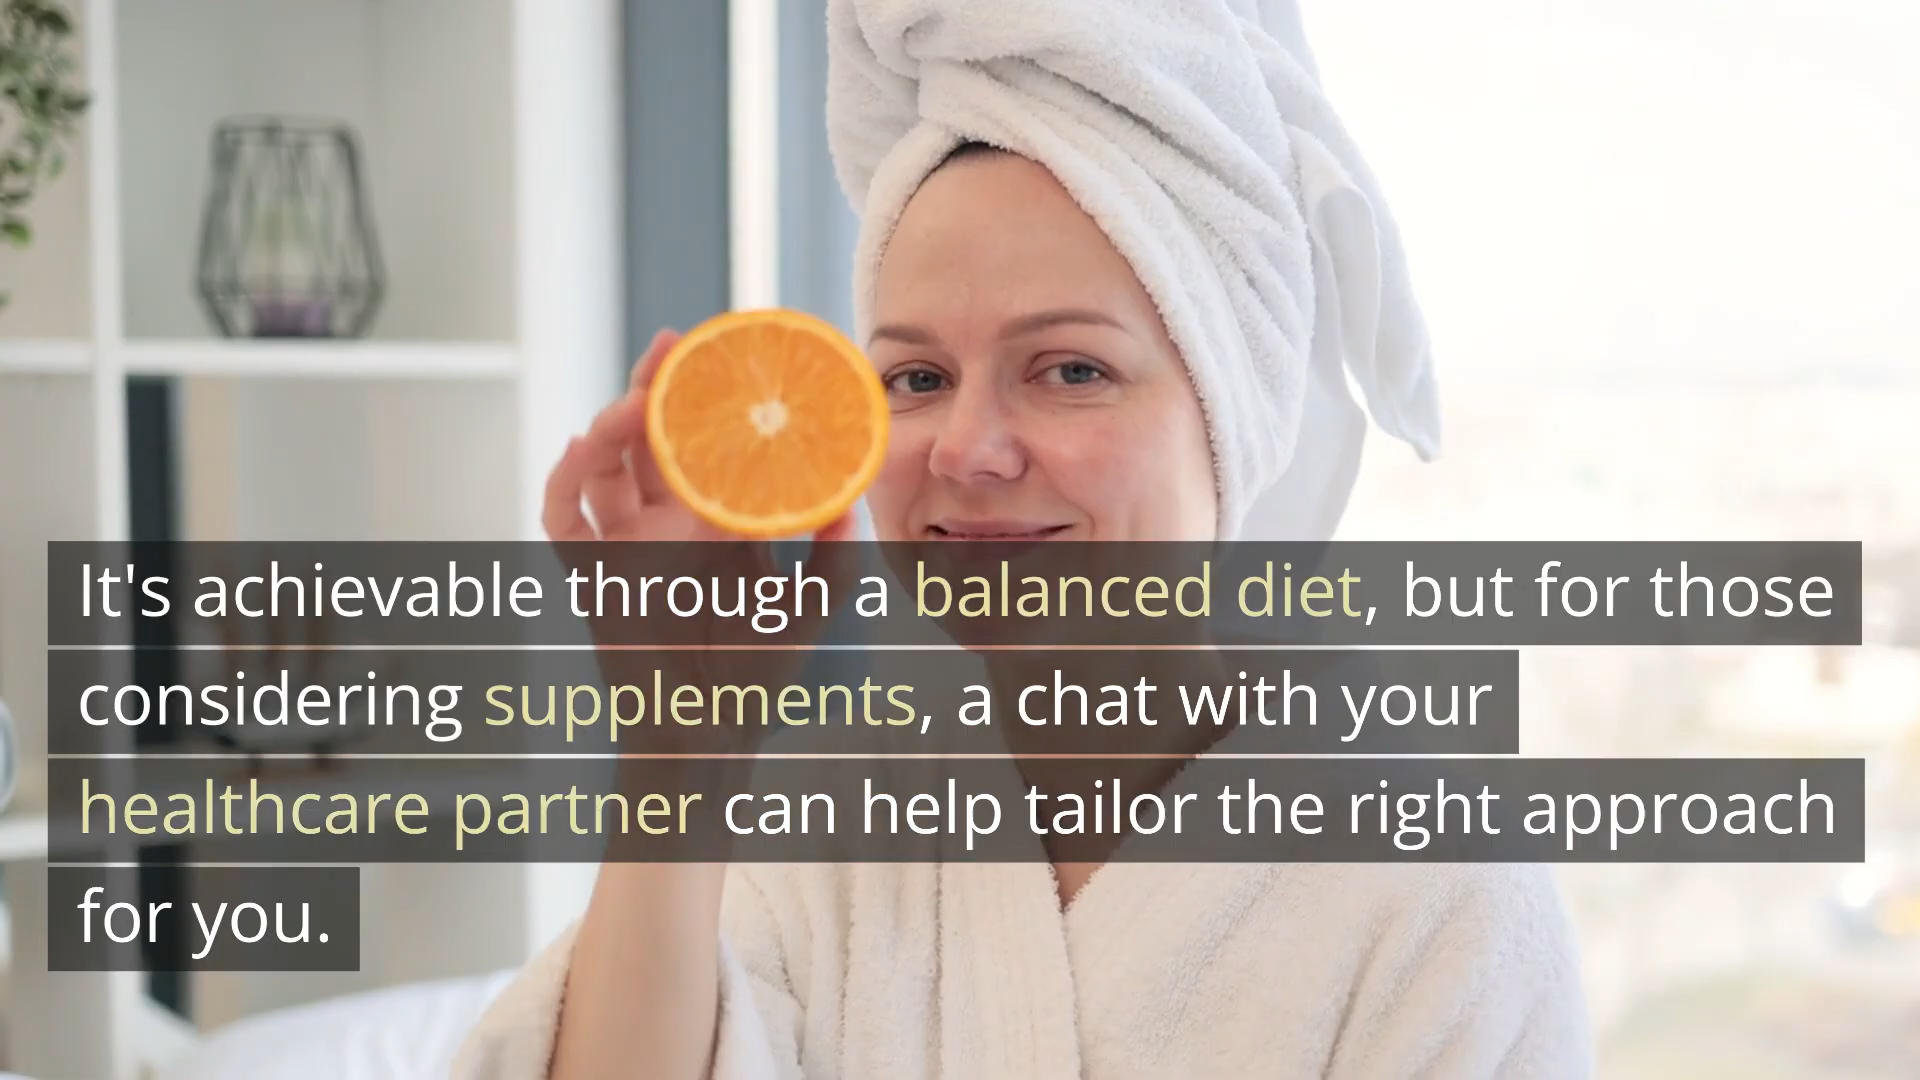 It's achievable through a balanced diet, but for those
considering supplements, a chat with your
healthcare partner can help tailor the right approach
for you.